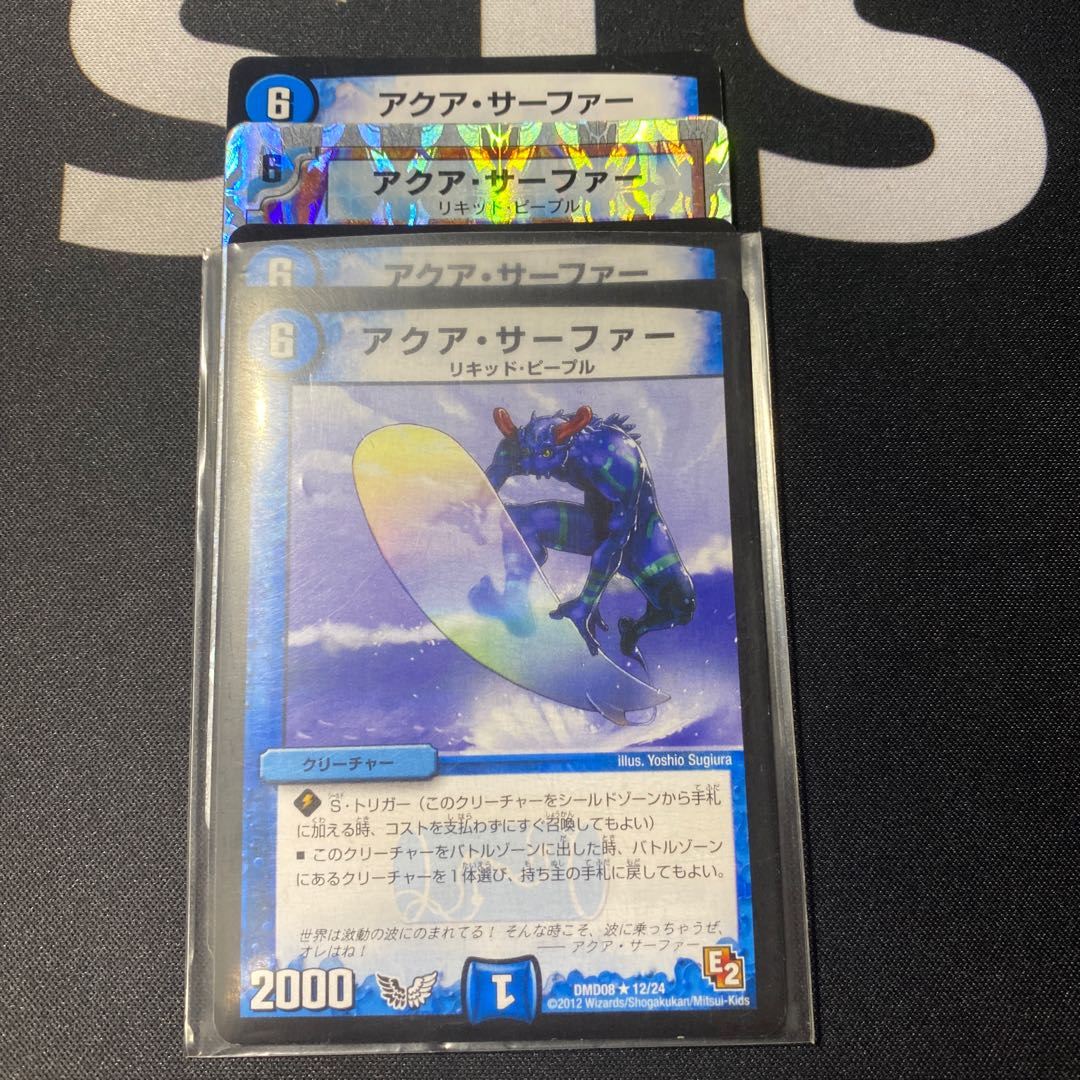 STS
6
アクア・サーファー
6
アクア・サーファー
リキッド・ピープル
6
アクア・サーファー
6
アクア・サーファー
リキッド・ピープル
クリーチャー
illus. Yoshio Sugiura
S・トリガー（このクリーチャーをシールドゾーンから手札
に加える時、コストを支払わずにすぐ召喚してもよい）
■ このクリーチャーをバトルゾーンに出した時、バトルゾーン
にあるクリーチャーを1体選び、持ち主の手札に戻してもよい。
世界は激動の波にのまれてる！ そんな時こそ、波に乗っちゃうぜ、
オレはね！ ―― アクア・サーファー
2000
1
E2
DMD08 ★ 12/24
©2012 Wizards/Shogakukan/Mitsui-Kids